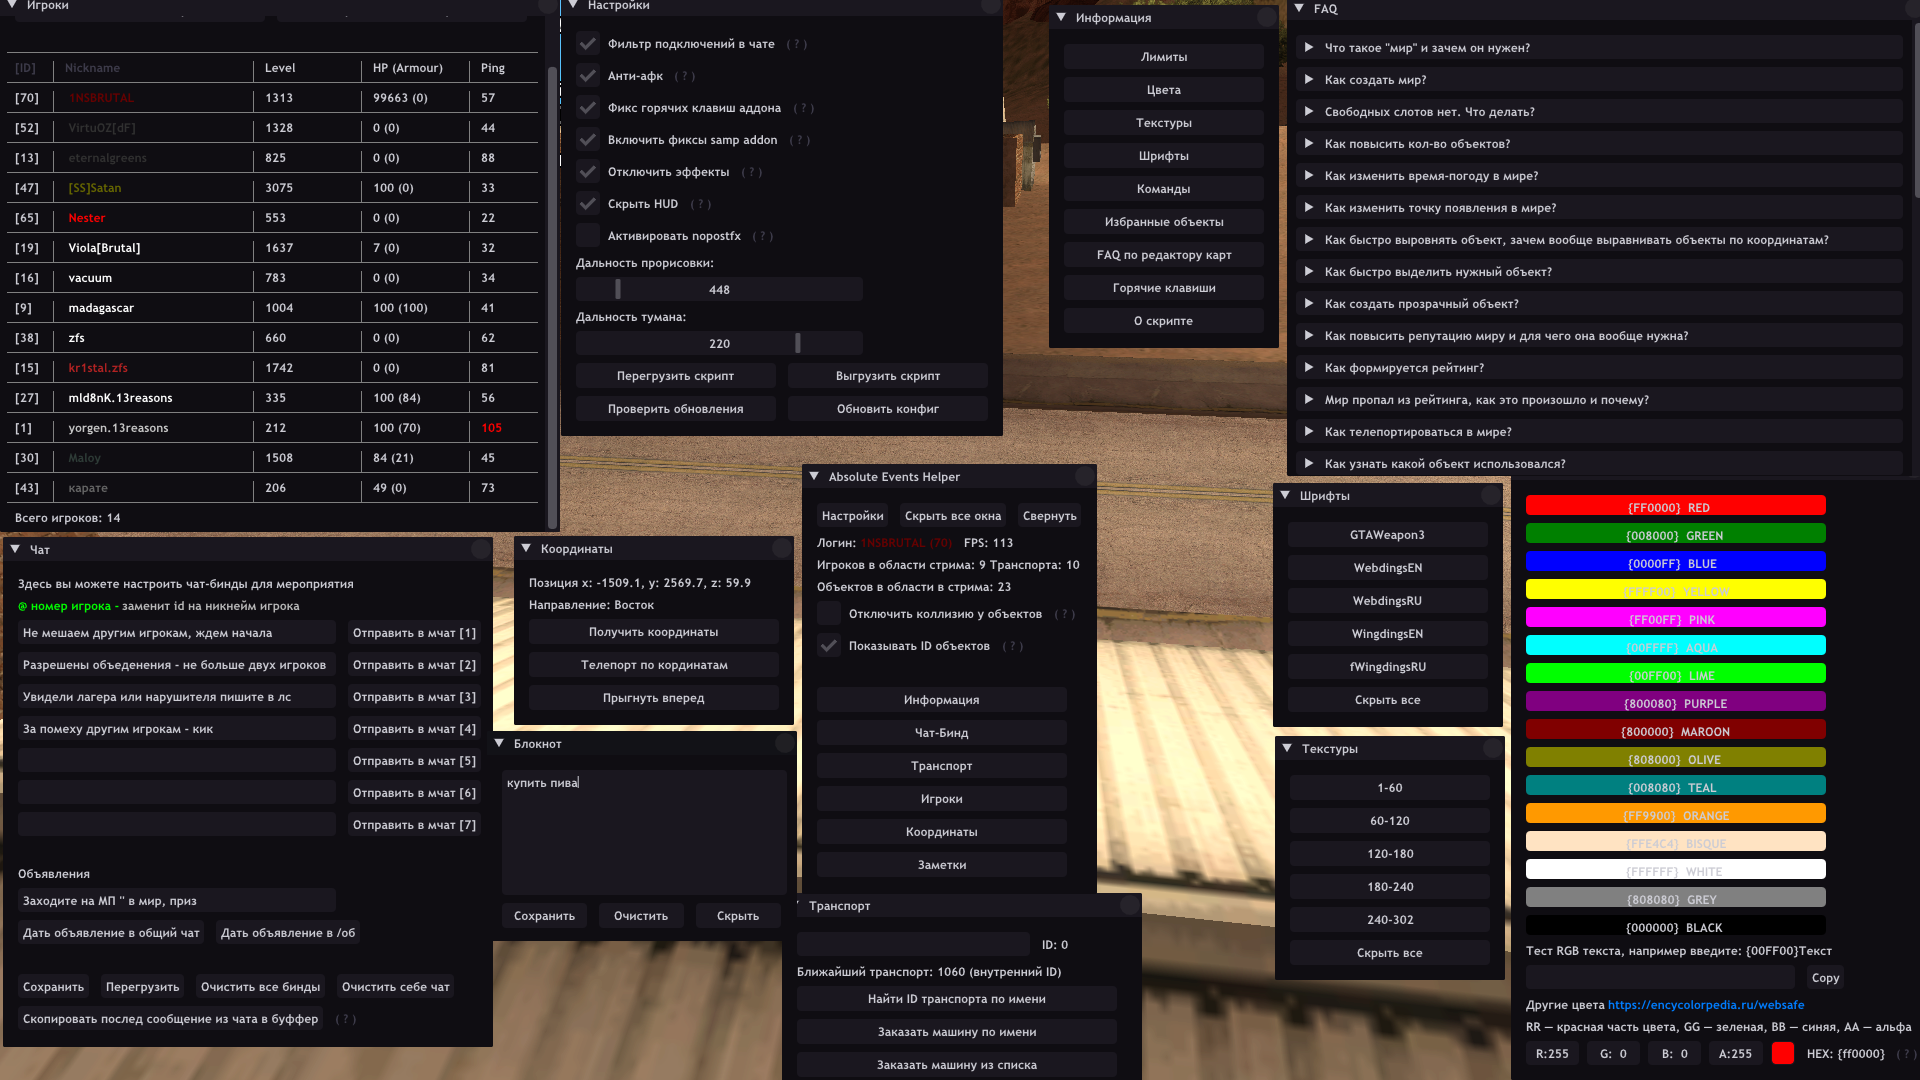 Игроки
[ID] Nickname Level HP (Armour) Ping
[70] 1NSBRUTAL 1313 99663 (0) 57
[52] VirtuOZ[dF] 1328 0 (0) 44
[13] eternalgreens 825 0 (0) 88
[47] [SS]Satan 3075 100 (0) 33
[65] Nester 553 0 (0) 22
[19] Viola[Brutal] 1637 7 (0) 32
[16] vacuum 783 0 (0) 34
[9] madagascar 1004 100 (100) 41
[38] zfs 660 0 (0) 62
[15] kr1stal.zfs 1742 0 (0) 81
[27] mld8nK.13reasons 335 100 (84) 56
[1] yorgen.13reasons 212 100 (70) 105
[30] Maloy 1508 84 (21) 45
[43] карате 206 49 (0) 73
Всего игроков: 14
Настройки
Фильтр подключений в чате ( ? )
Анти-афк ( ? )
Фикс горячих клавиш аддона ( ? )
Включить фиксы samp addon ( ? )
Отключить эффекты ( ? )
Скрыть HUD ( ? )
Активировать nopostfx ( ? )
Дальность прорисовки:
448
Дальность тумана:
220
Перегрузить скрипт Выгрузить скрипт
Проверить обновления Обновить конфиг
Информация
Лимиты
Цвета
Текстуры
Шрифты
Команды
Избранные объекты
FAQ по редактору карт
Горячие клавиши
О скрипте
FAQ
Что такое "мир" и зачем он нужен?
Как создать мир?
Свободных слотов нет. Что делать?
Как повысить кол-во объектов?
Как изменить время-погоду в мире?
Как изменить точку появления в мире?
Как быстро выровнять объект, зачем вообще выравнивать объекты по координатам?
Как быстро выделить нужный объект?
Как создать прозрачный объект?
Как повысить репутацию миру и для чего она вообще нужна?
Как формируется рейтинг?
Мир пропал из рейтинга, как это произошло и почему?
Как телепортироваться в мире?
Как узнать какой объект использовался?
Чат
Здесь вы можете настроить чат-бинды для мероприятия
@ номер игрока - заменит id на никнейм игрока
Не мешаем другим игрокам, ждем начала Отправить в мчат [1]
Разрешены объеденения - не больше двух игроков Отправить в мчат [2]
Увидели лагера или нарушителя пишите в лс Отправить в мчат [3]
За помеху другим игрокам - кик Отправить в мчат [4]
Отправить в мчат [5]
Отправить в мчат [6]
Отправить в мчат [7]
Объявления
Заходите на МП " в мир, приз
Дать объявление в общий чат Дать объявление в /об
Сохранить Перегрузить Очистить все бинды Очистить себе чат
Скопировать послед сообщение из чата в буффер ( ? )
Координаты
Позиция x: -1509.1, y: 2569.7, z: 59.9
Направление: Восток
Получить координаты
Телепорт по кординатам
Прыгнуть вперед
Блокнот
купить пива
Сохранить Очистить Скрыть
Absolute Events Helper
Настройки Скрыть все окна Свернуть
Логин: 1NSBRUTAL (70) FPS: 113
Игроков в области стрима: 9 Транспорта: 10
Объектов в области в стрима: 23
Отключить коллизию у объектов ( ? )
Показывать ID объектов ( ? )
Информация
Чат-Бинд
Транспорт
Игроки
Координаты
Заметки
Транспорт
ID: 0
Ближайший транспорт: 1060 (внутренний ID)
Найти ID транспорта по имени
Заказать машину по имени
Заказать машину из списка
Шрифты
GTAWeapon3
WebdingsEN
WebdingsRU
WingdingsEN
fWingdingsRU
Скрыть все
Текстуры
1-60
60-120
120-180
180-240
240-302
Скрыть все
{FF0000} RED
{008000} GREEN
{0000FF} BLUE
{FFFF00} YELLOW
{FF00FF} PINK
{00FFFF} AQUA
{00FF00} LIME
{800080} PURPLE
{800000} MAROON
{808000} OLIVE
{008080} TEAL
{FF9900} ORANGE
{FFE4C4} BISQUE
{FFFFFF} WHITE
{808080} GREY
{000000} BLACK
Тест RGB текста, например введите: {00FF00}Текст
Copy
Другие цвета https://encycolorpedia.ru/websafe
RR — красная часть цвета, GG — зеленая, BB — синяя, AA — альфа
R:255 G: 0 B: 0 A:255 HEX: {ff0000} ( ? )